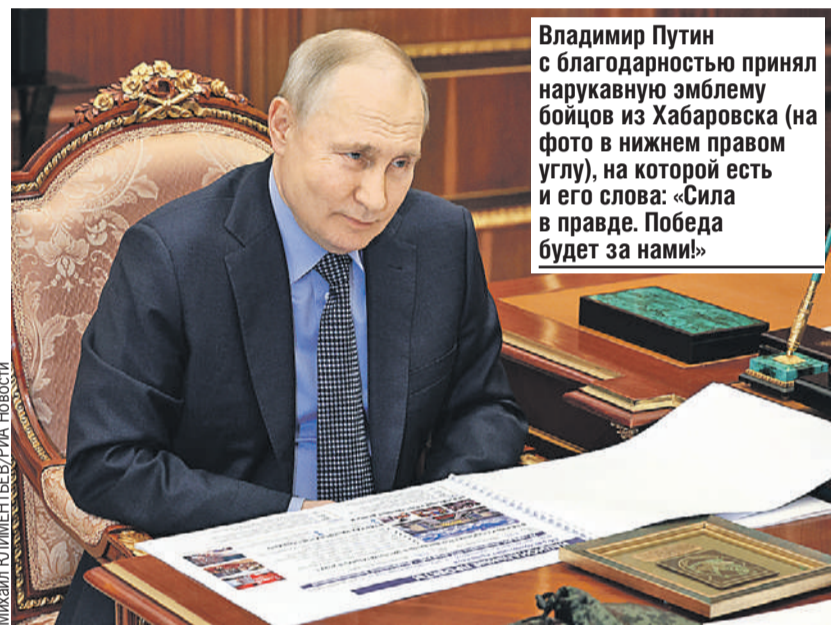 Владимир Путин
с благодарностью принял
нарукавную эмблему
бойцов из Хабаровска (на
фото в нижнем правом
углу), на которой есть
и его слова: «Сила
в правде. Победа
будет за нами!»
Михаил КЛИМЕНТЬЕВ/РИА Новости